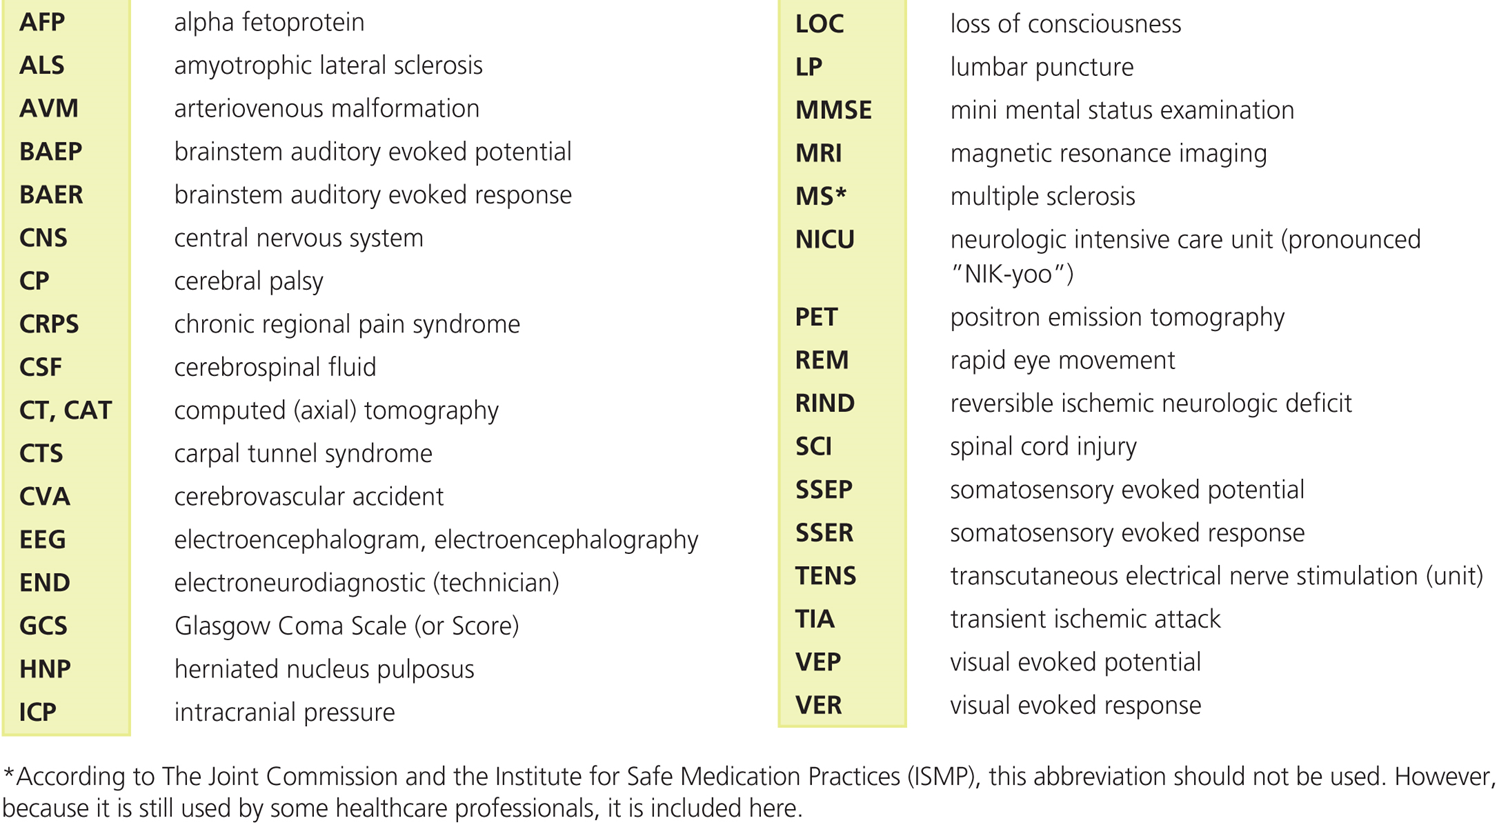 AFP alpha fetoprotein
ALS amyotrophic lateral sclerosis
AVM arteriovenous malformation
BAEP brainstem auditory evoked potential
BAER brainstem auditory evoked response
CNS central nervous system
CP cerebral palsy
CRPS chronic regional pain syndrome
CSF cerebrospinal fluid
CT, CAT computed (axial) tomography
CTS carpal tunnel syndrome
CVA cerebrovascular accident
EEG electroencephalogram, electroencephalography
END electroneurodiagnostic (technician)
GCS Glasgow Coma Scale (or Score)
HNP herniated nucleus pulposus
ICP intracranial pressure
LOC loss of consciousness
LP lumbar puncture
MMSE mini mental status examination
MRI magnetic resonance imaging
MS* multiple sclerosis
NICU neurologic intensive care unit (pronounced
”NIK-yoo”)
PET positron emission tomography
REM rapid eye movement
RIND reversible ischemic neurologic deficit
SCI spinal cord injury
SSEP somatosensory evoked potential
SSER somatosensory evoked response
TENS transcutaneous electrical nerve stimulation (unit)
TIA transient ischemic attack
VEP visual evoked potential
VER visual evoked response
*According to The Joint Commission and the Institute for Safe Medication Practices (ISMP), this abbreviation should not be used. However,
because it is still used by some healthcare professionals, it is included here.